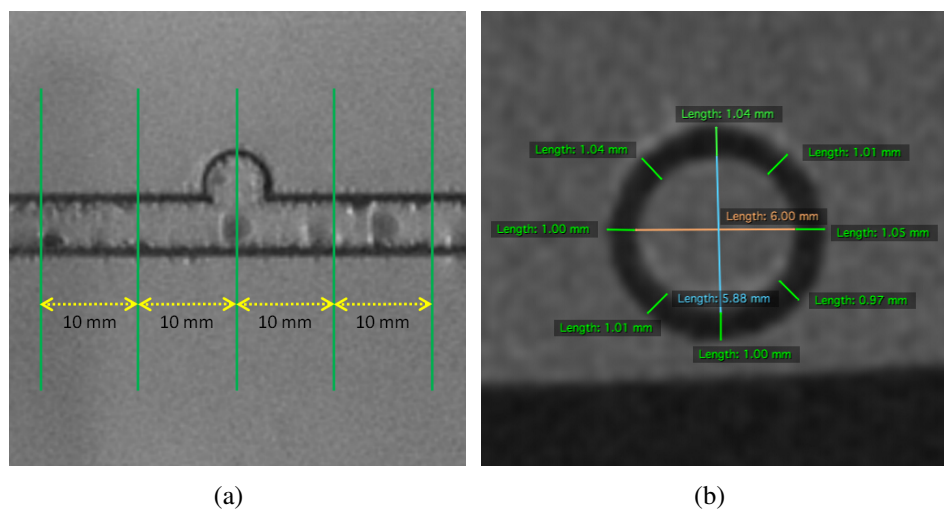 10 mm
10 mm
10 mm
10 mm
Length: 1.04 mm
Length: 1.04 mm
Length: 1.01 mm
Length: 6.00 mm
Length: 1.00 mm
Length: 1.05 mm
Length: 5.88 mm
Length: 0.97 mm
Length: 1.01 mm
Length: 1.00 mm
(a)
(b)